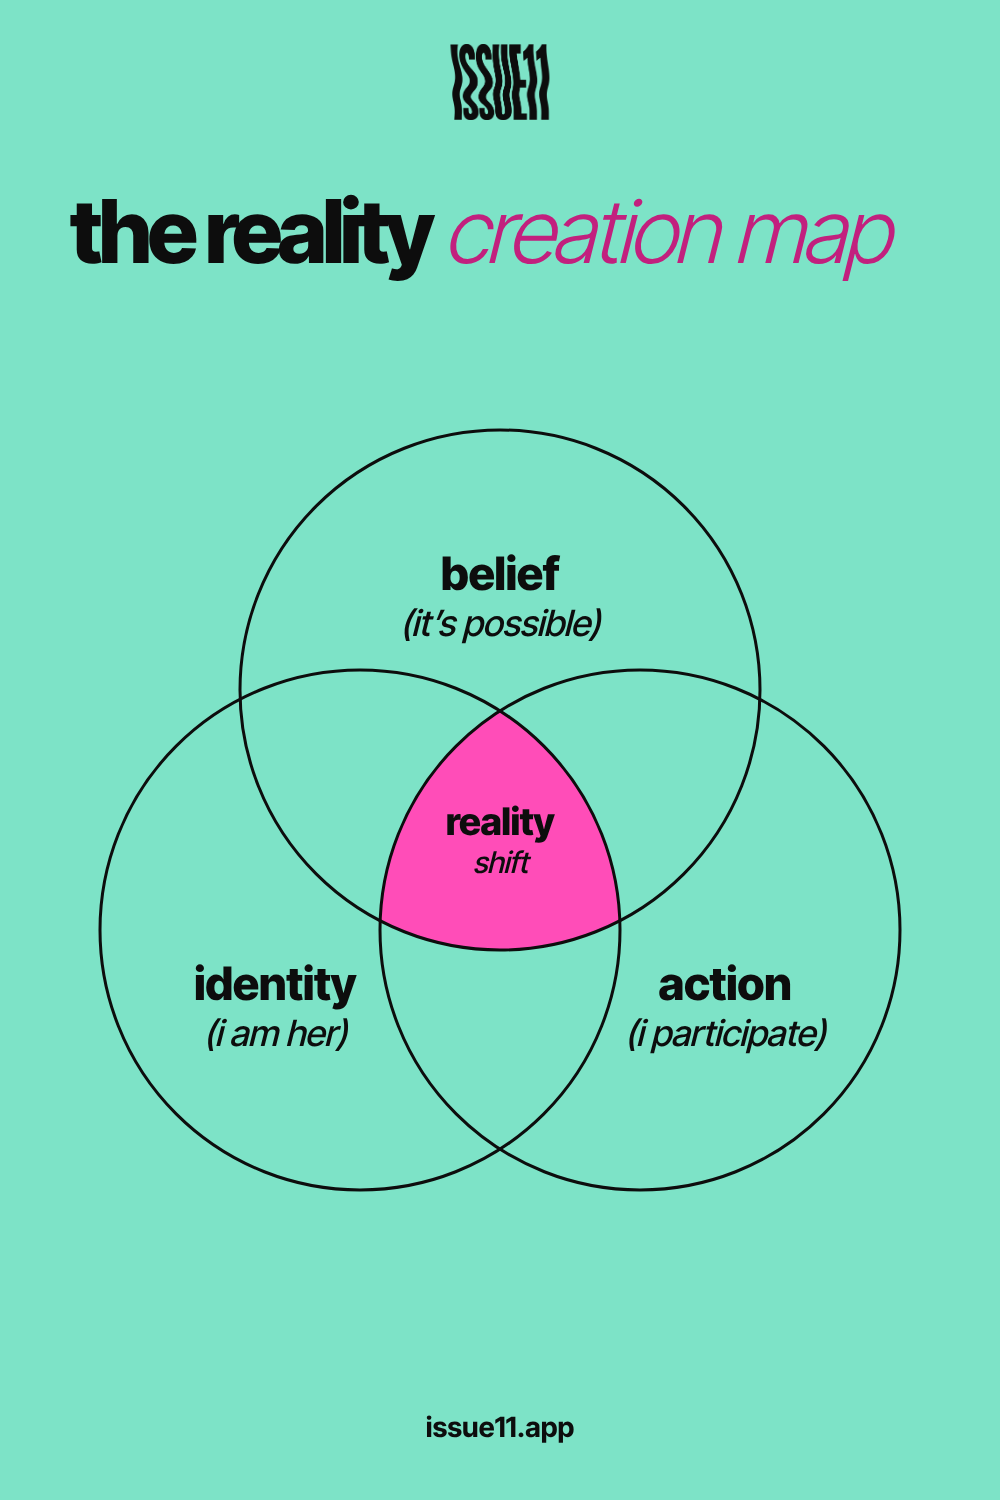 ISSUE11
the reality creation map
belief
(it's possible)
reality
shift
identity
(i am her)
action
(i participate)
issue11.app